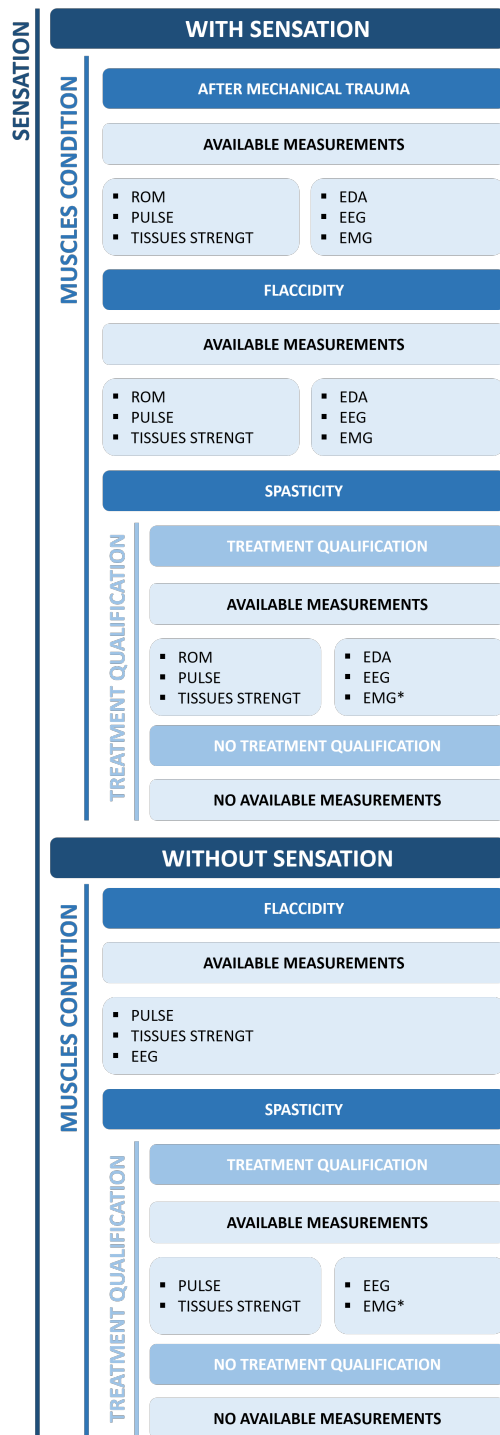 SENSATION
WITH SENSATION
MUSCLES CONDITION
AFTER MECHANICAL TRAUMA
AVAILABLE MEASUREMENTS
▪ ROM
▪ PULSE
▪ TISSUES STRENGT
▪ EDA
▪ EEG
▪ EMG
FLACCIDITY
AVAILABLE MEASUREMENTS
▪ ROM
▪ PULSE
▪ TISSUES STRENGT
▪ EDA
▪ EEG
▪ EMG
SPASTICITY
TREATMENT QUALIFICATION
TREATMENT QUALIFICATION
AVAILABLE MEASUREMENTS
▪ ROM
▪ PULSE
▪ TISSUES STRENGT
▪ EDA
▪ EEG
▪ EMG*
NO TREATMENT QUALIFICATION
NO AVAILABLE MEASUREMENTS
WITHOUT SENSATION
MUSCLES CONDITION
FLACCIDITY
AVAILABLE MEASUREMENTS
▪ PULSE
▪ TISSUES STRENGT
▪ EEG
SPASTICITY
TREATMENT QUALIFICATION
TREATMENT QUALIFICATION
AVAILABLE MEASUREMENTS
▪ PULSE
▪ TISSUES STRENGT
▪ EEG
▪ EMG*
NO TREATMENT QUALIFICATION
NO AVAILABLE MEASUREMENTS